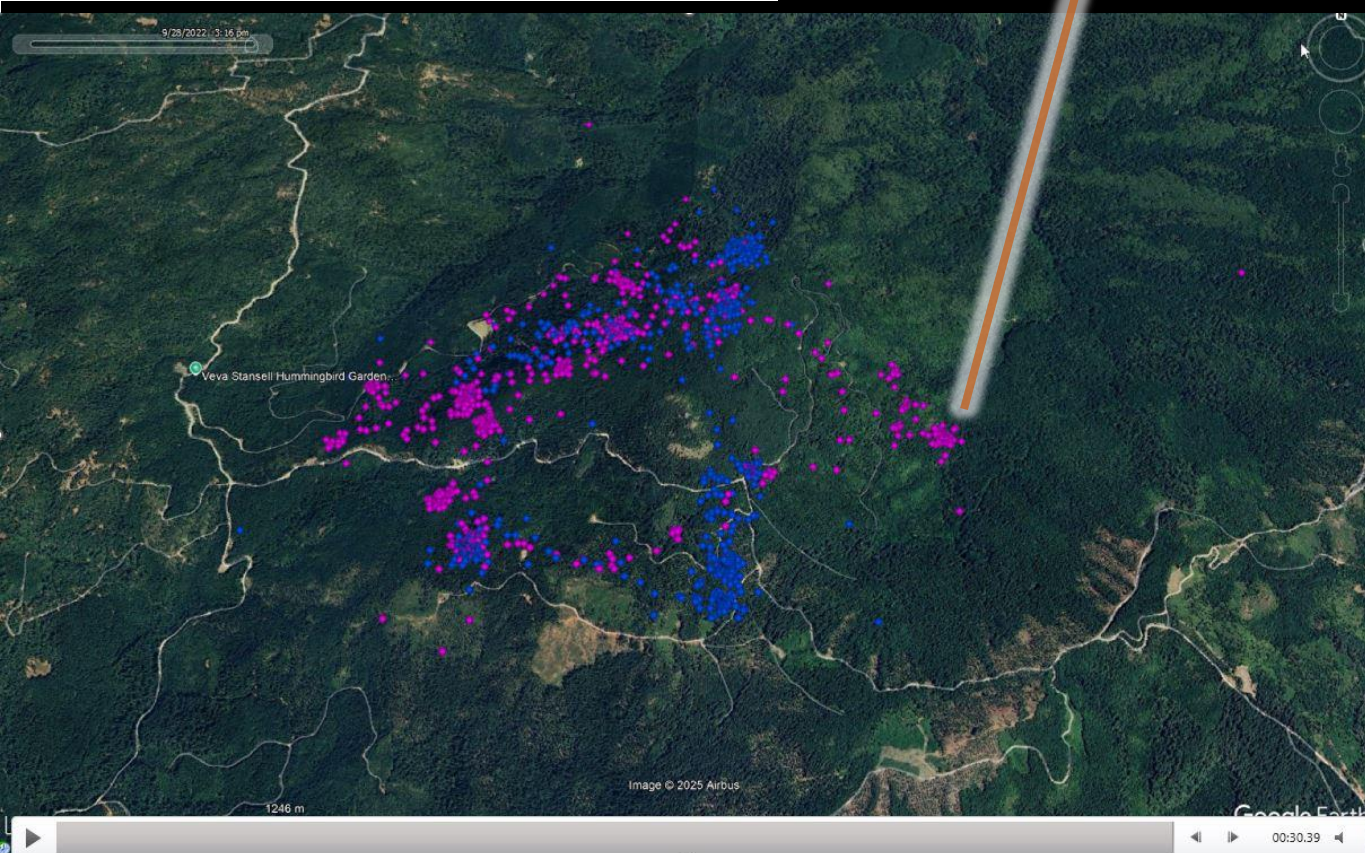 N
9/28/2022 3:16 pm
Veva Stansell Hummingbird Garden...
Image © 2025 Airbus
1246 m
Google Earth
00:30.39